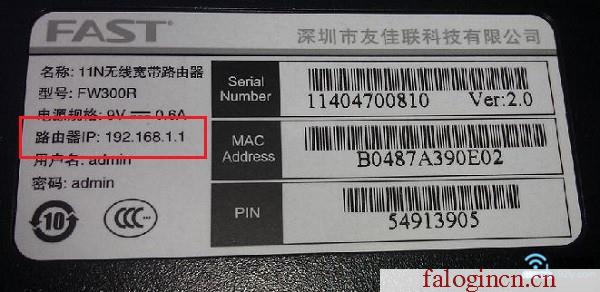 FAST®
深圳市友佳联科技有限公司
名称: 11N无线宽带路由器
型号: FW300R
电源规格: 9V 0.6A
路由器IP: 192.168.1.1
用户名: admin
密码: admin
10
CCC
Serial Number
11404700810 Ver:2.0
MAC Address
B0487A390E02
PIN
54913905
falogincn.cn